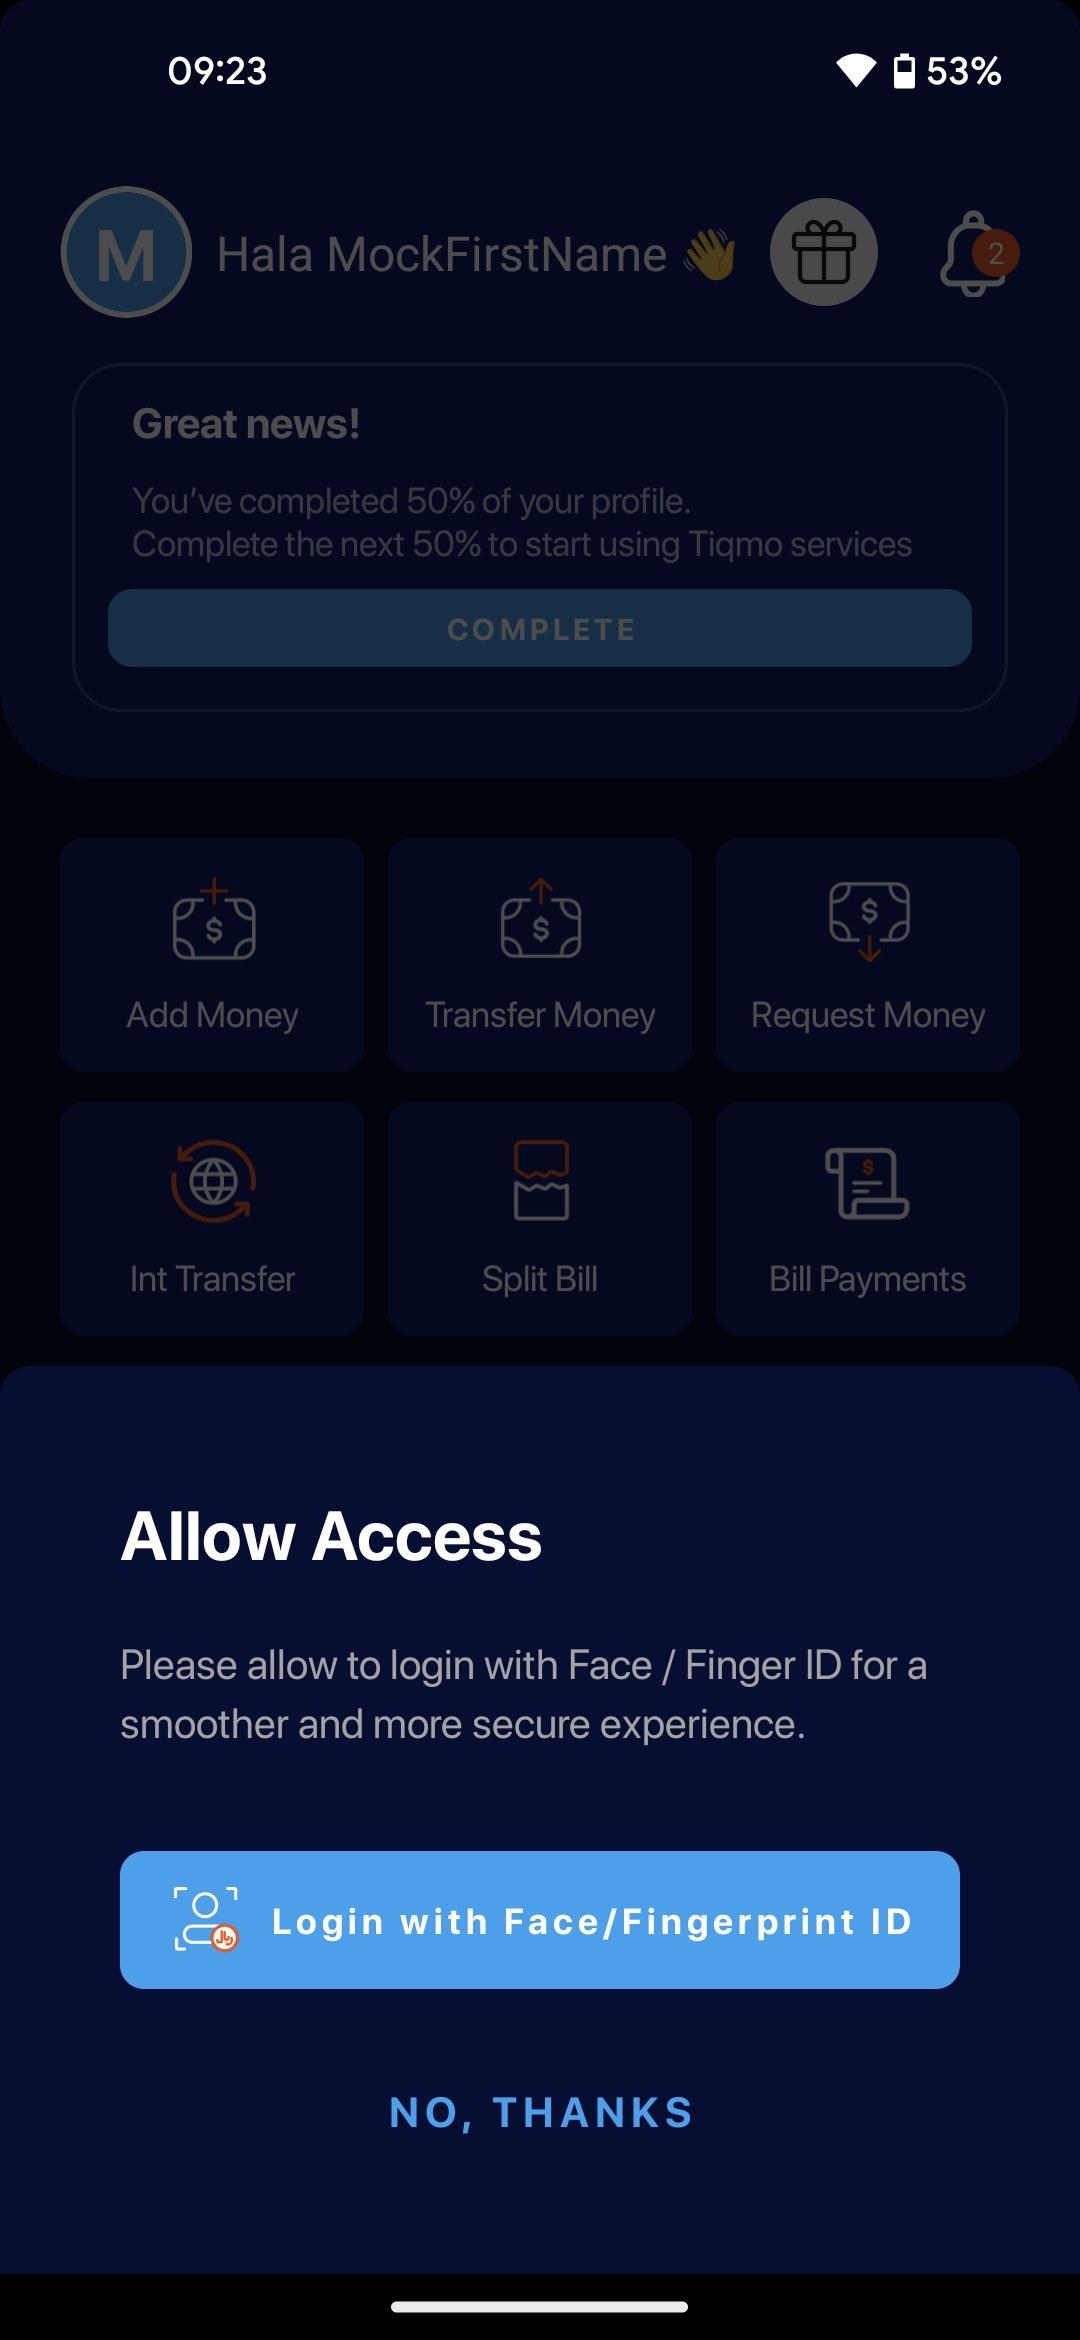 09:23
53%
M
Hala MockFirstName 👋
2
Great news!
You’ve completed 50% of your profile.
Complete the next 50% to start using Tiqmo services
COMPLETE
Add Money
Transfer Money
Request Money
Int Transfer
Split Bill
Bill Payments
Allow Access
Please allow to login with Face / Finger ID for a
smoother and more secure experience.
Login with Face/Fingerprint ID
NO, THANKS